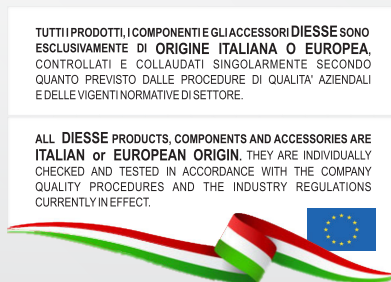 TUTTI I PRODOTTI, I COMPONENTI E GLI ACCESSORI DIESSE SONO
ESCLUSIVAMENTE DI ORIGINE ITALIANA O EUROPEA,
CONTROLLATI E COLLAUDATI SINGOLARMENTE SECONDO
QUANTO PREVISTO DALLE PROCEDURE DI QUALITA' AZIENDALI
E DELLE VIGENTI NORMATIVE DI SETTORE.
ALL DIESSE PRODUCTS, COMPONENTS AND ACCESSORIES ARE
ITALIAN or EUROPEAN ORIGIN. THEY ARE INDIVIDUALLY
CHECKED AND TESTED IN ACCORDANCE WITH THE COMPANY
QUALITY PROCEDURES AND THE INDUSTRY REGULATIONS
CURRENTLY IN EFFECT.